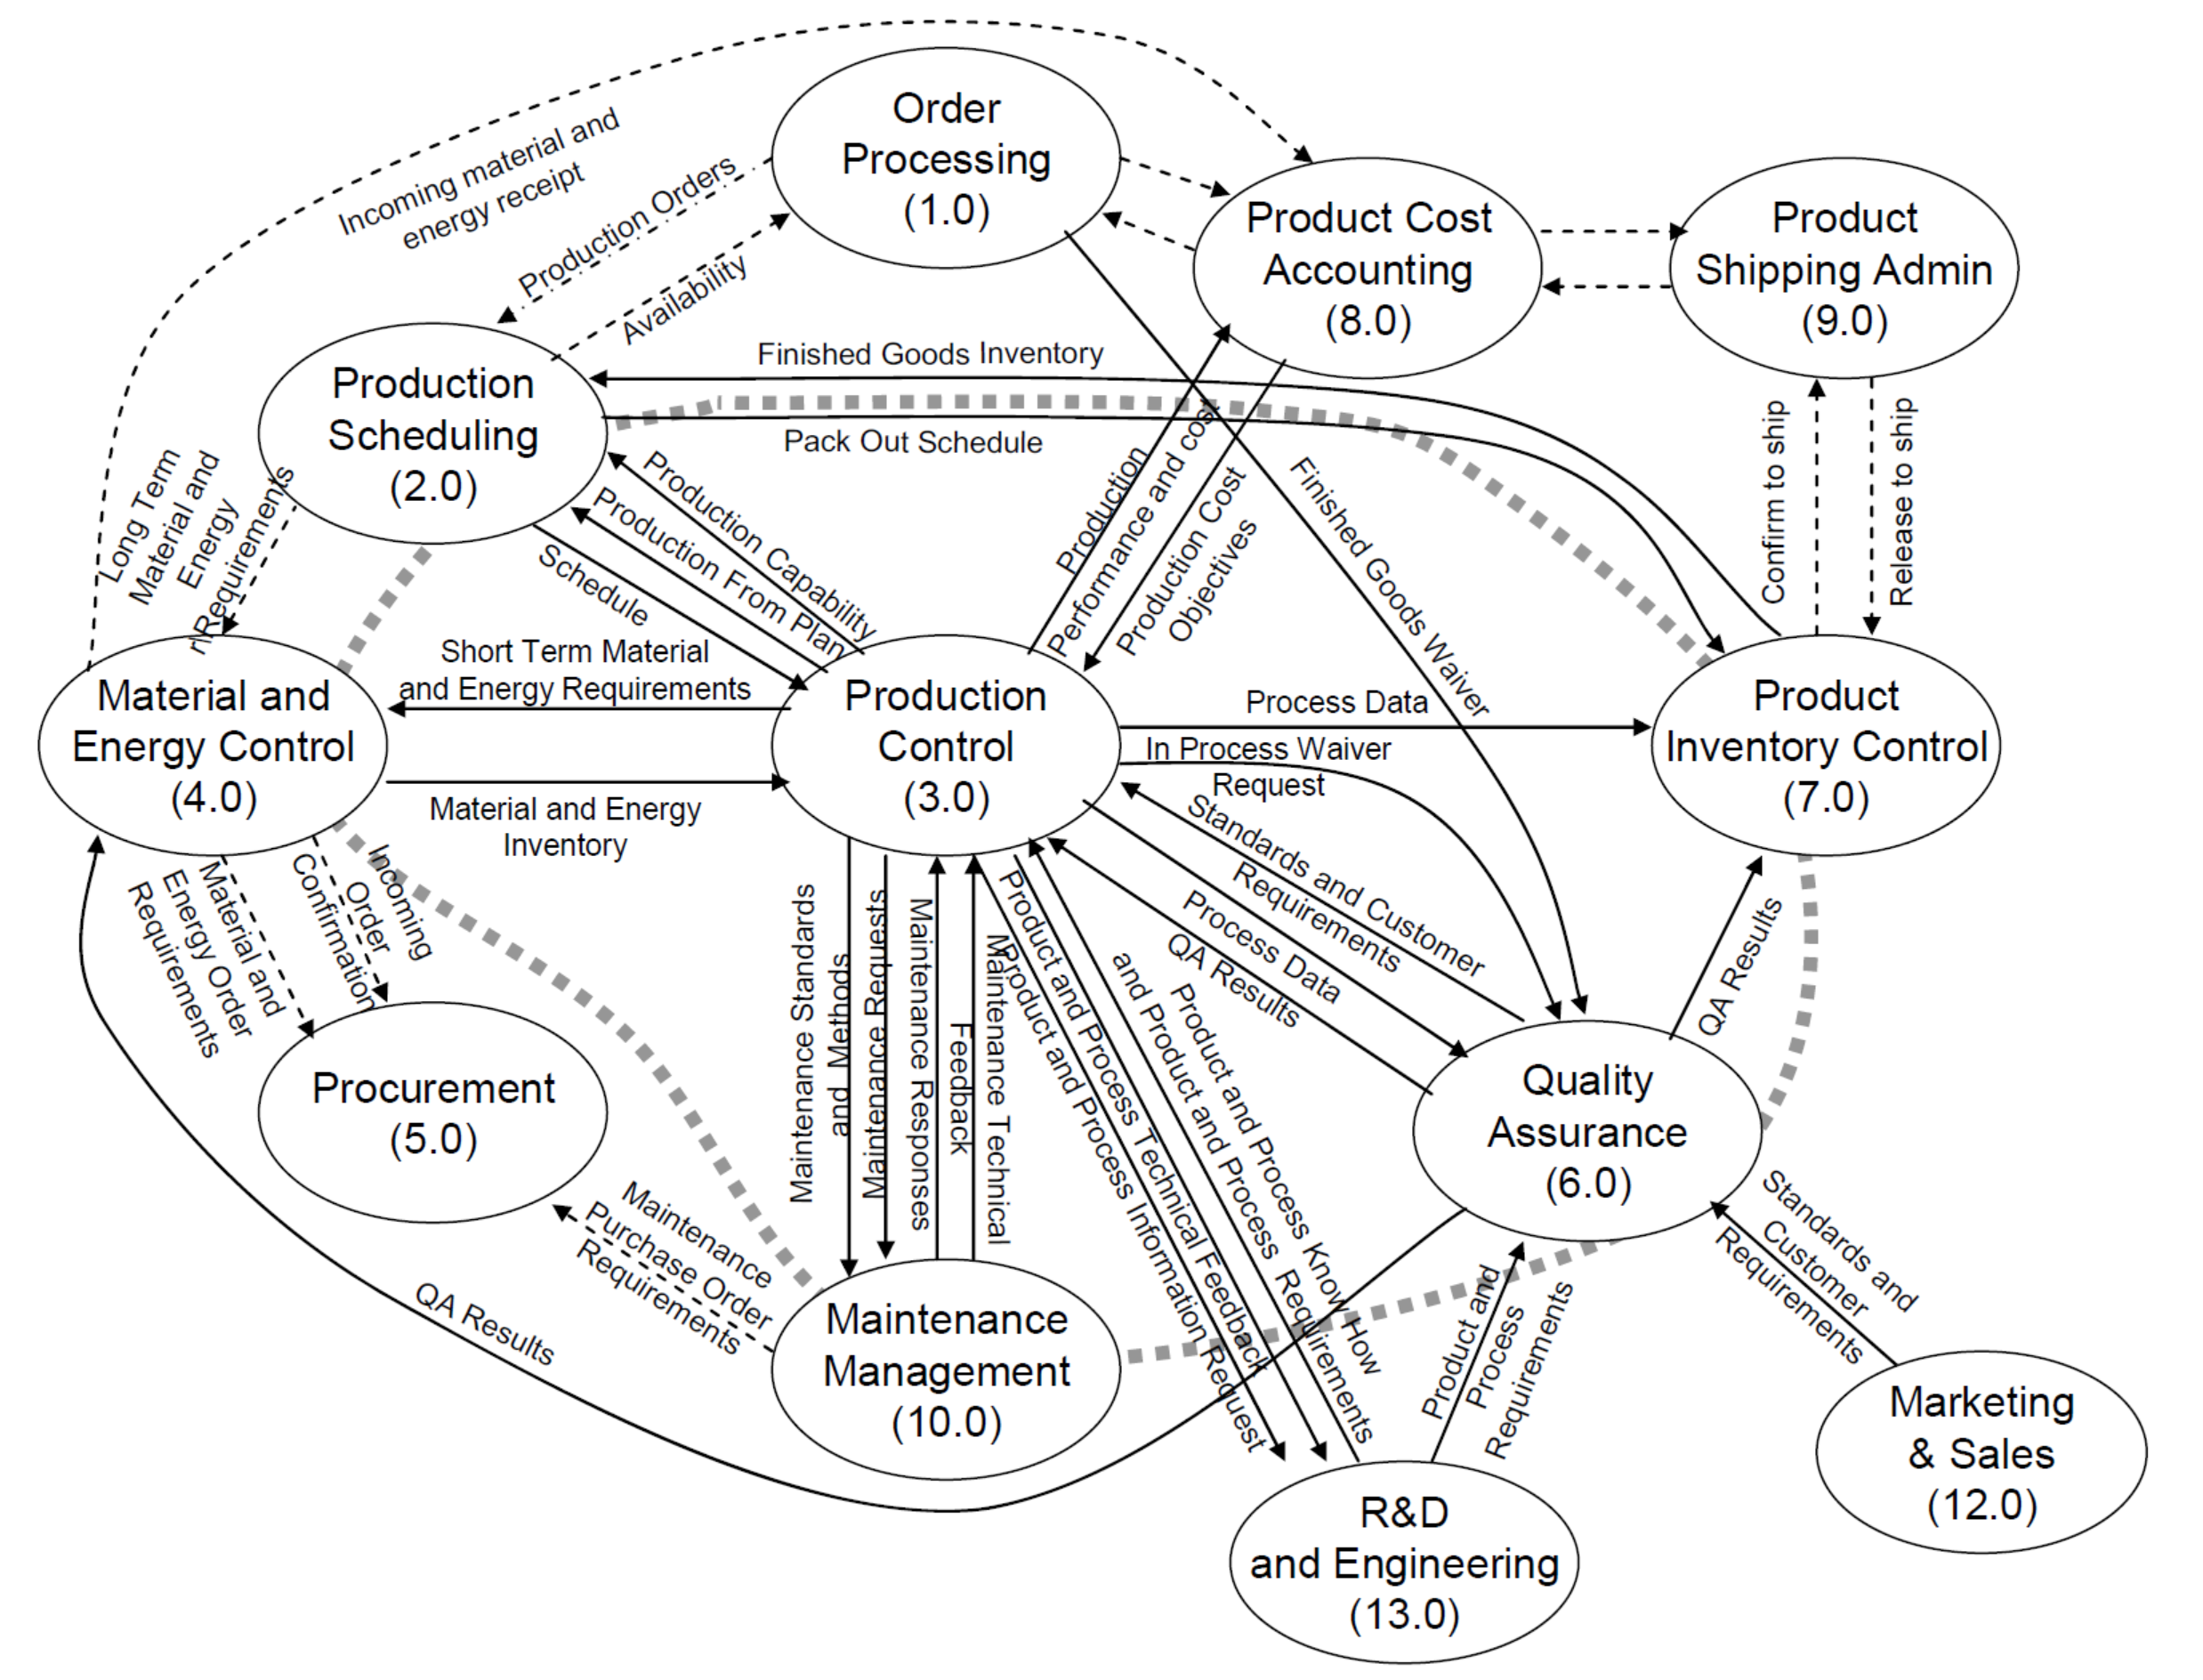 Order
Processing
(1.0)
Incoming material and
energy receipt
Production Orders
Availability
Product Cost
Accounting
(8.0)
Product
Shipping Admin
(9.0)
Finished Goods Inventory
Pack Out Schedule
Production
Scheduling
(2.0)
Long Term
Material and
Energy
Requirements
Production Capability
Production From Plan
Schedule
Production
Performance and cost
Production Cost
Objectives
Finished Goods Waiver
Confirm to ship
Release to ship
Short Term Material
and Energy Requirements
Material and
Energy Control
(4.0)
Material and Energy
Inventory
Production
Control
(3.0)
Process Data
In Process Waiver
Request
Product
Inventory Control
(7.0)
Standards and Customer
Requirements
Process Data
QA Results
QA Results
Incoming
Order
Confirmation
Material and
Energy Order
Requirements
Maintenance Standards
and Methods
Maintenance Requests
Maintenance Responses
Maintenance Technical
Feedback
Product and Process Information Request
Product and Process Technical Feedback
Product and Process Know How
and Product and Process Requirements
Procurement
(5.0)
Quality
Assurance
(6.0)
Maintenance
Purchase Order
Requirements
QA Results
Maintenance
Management
(10.0)
Product and
Process
Requirements
Standards and
Customer
Requirements
Marketing
& Sales
(12.0)
R&D
and Engineering
(13.0)